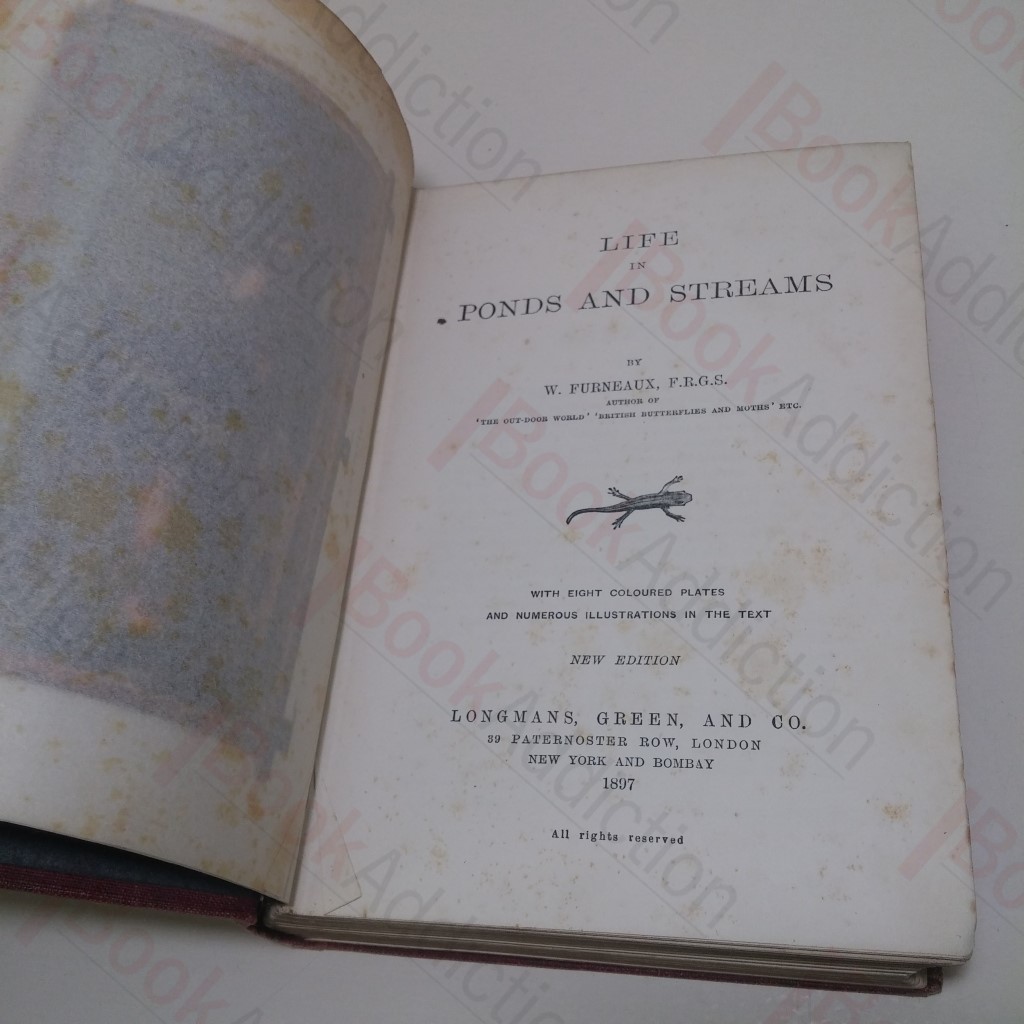 LIFE
IN
PONDS AND STREAMS
BY
W. FURNEAUX, F.R.G.S.
AUTHOR OF
'THE OUT-DOOR WORLD' 'BRITISH BUTTERFLIES AND MOTHS' ETC.
WITH EIGHT COLOURED PLATES
AND NUMEROUS ILLUSTRATIONS IN THE TEXT
NEW EDITION
LONGMANS, GREEN, AND CO.
39 PATERNOSTER ROW, LONDON
NEW YORK AND BOMBAY
1897
All rights reserved
BookAddiction